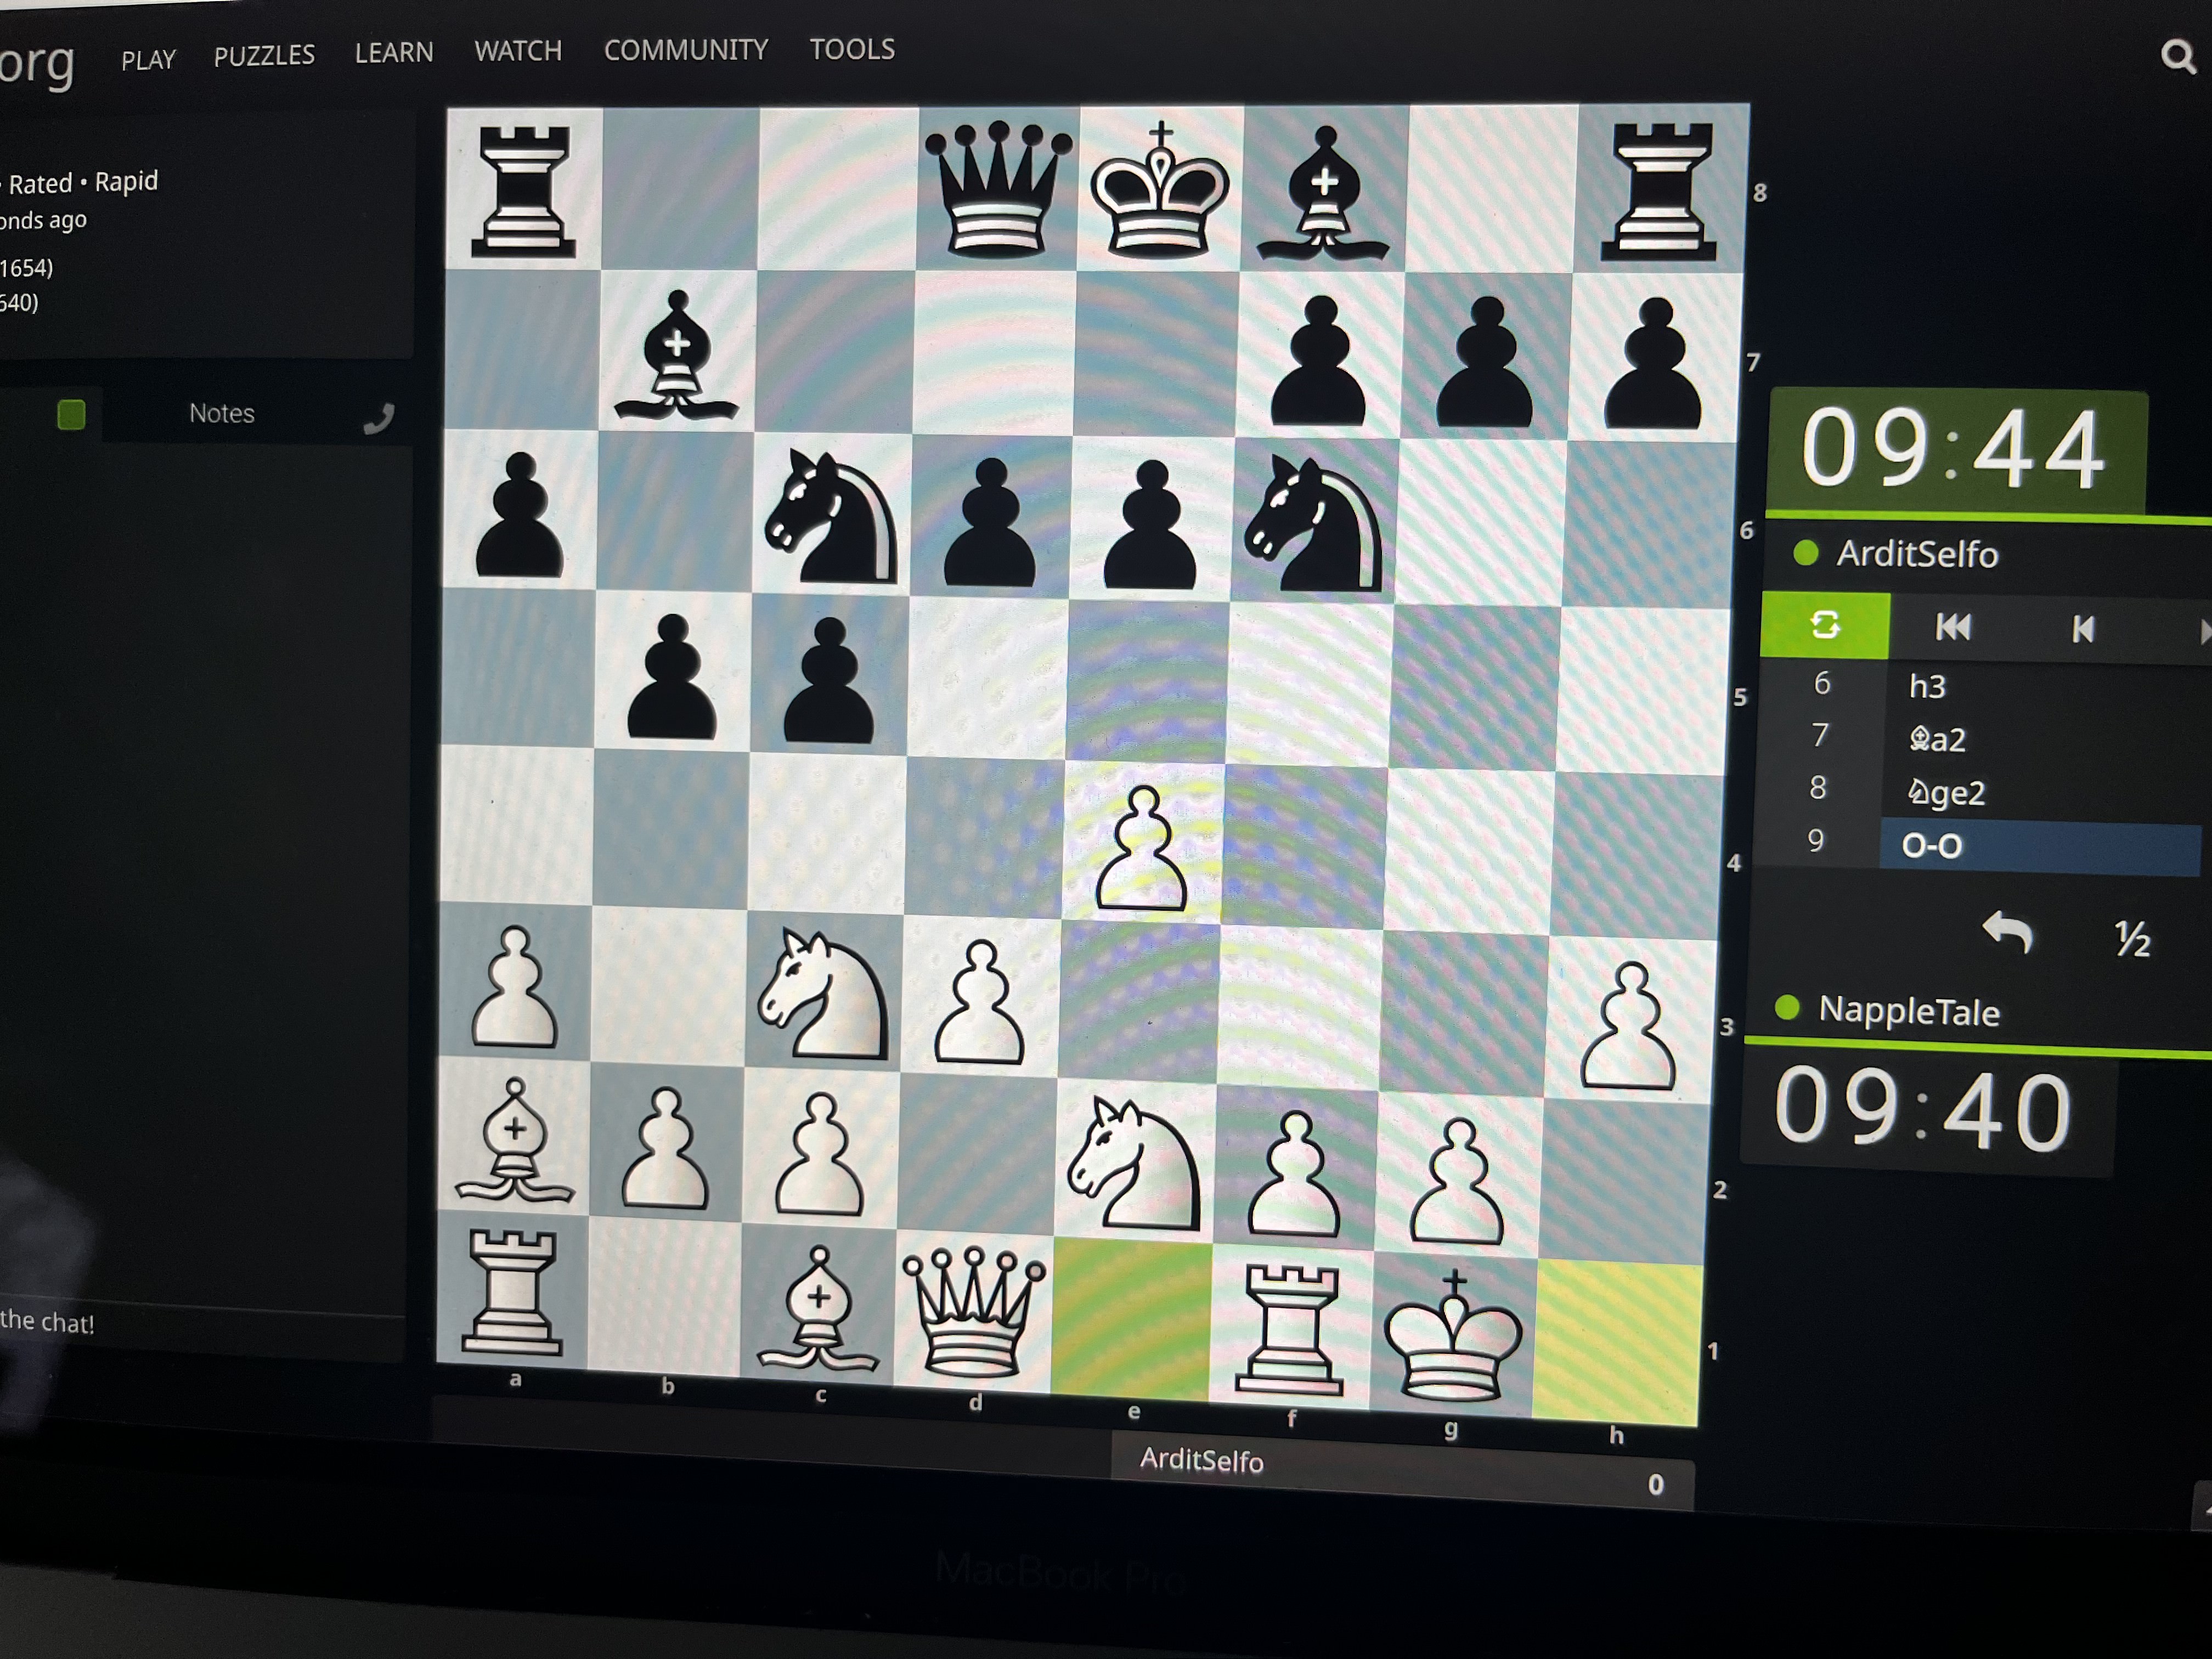 org PLAY PUZZLES LEARN WATCH COMMUNITY TOOLS
Rated • Rapid
onds ago
1654)
640)
Notes
the chat!
8
7
6
5
4
3
2
1
a b c d e f g h
ArditSelfo 0
09:44
ArditSelfo
6 h3
7 ♗a2
8 ♘ge2
9 O-O
½
NappleTale
09:40
MacBook Pro